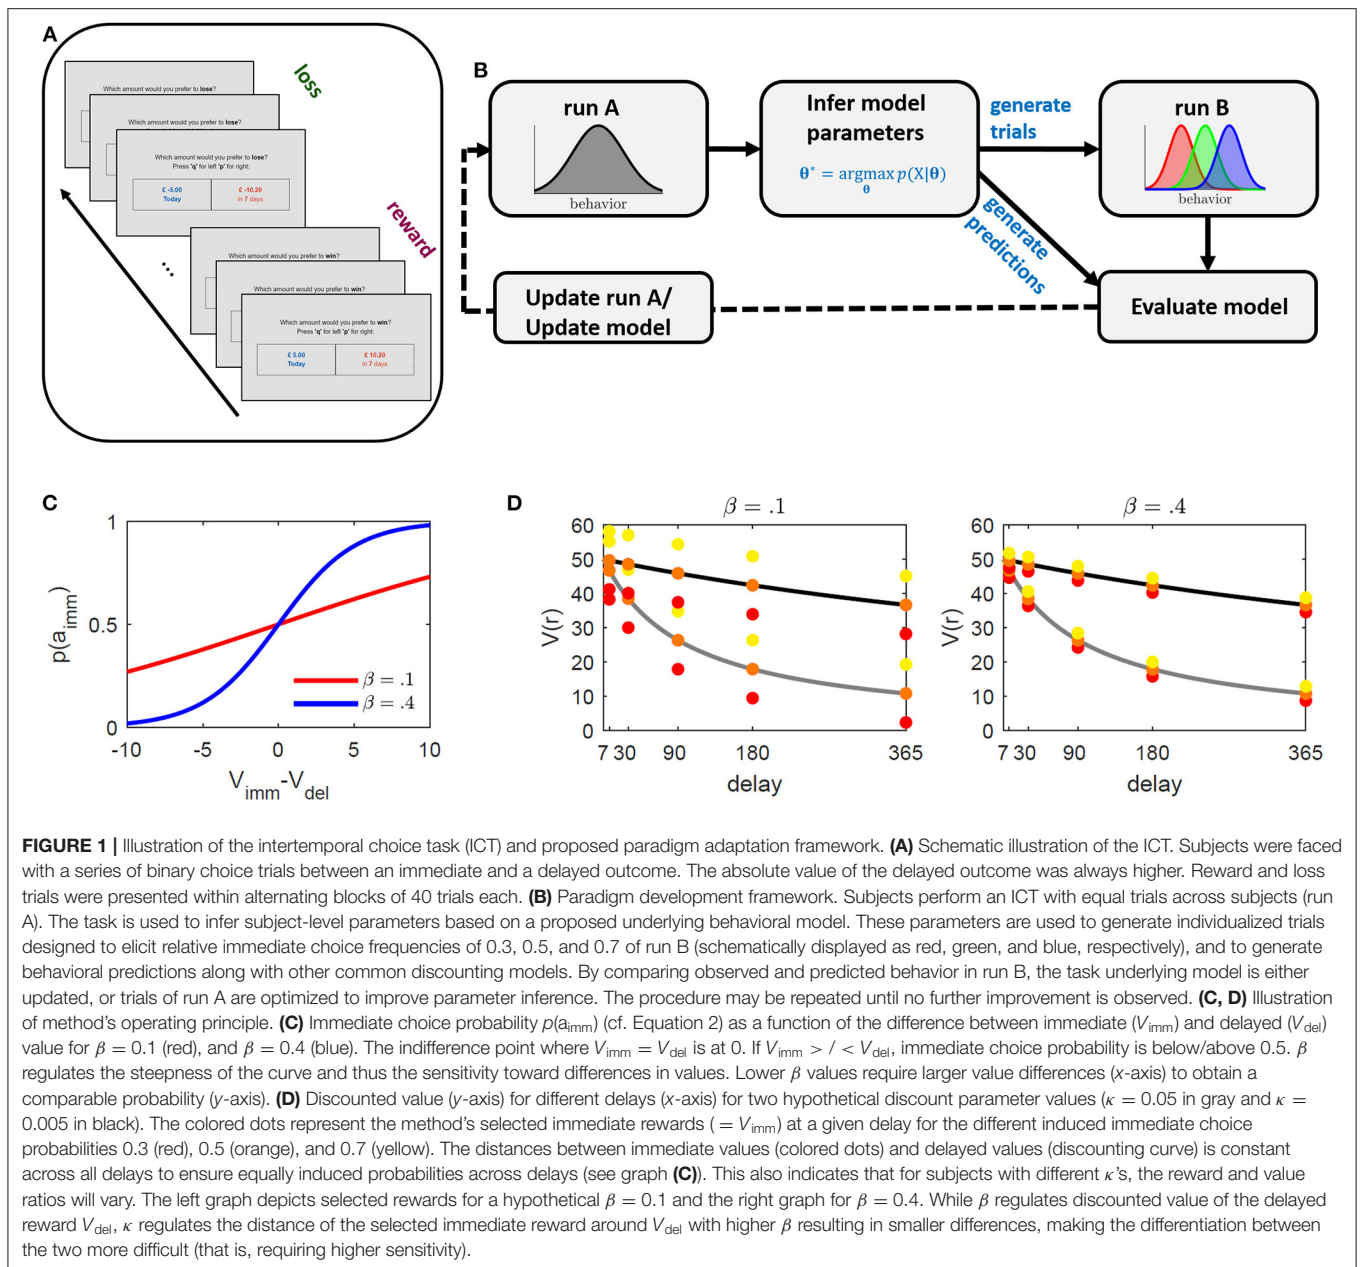 A
loss
Which amount would you prefer to lose?
Which amount would you prefer to lose?
Which amount would you prefer to lose?
Press 'q' for left 'p' for right:
£ -5.00 £ -10.20
Today in 7 days
reward
...
Which amount would you prefer to win?
Which amount would you prefer to win?
Which amount would you prefer to win?
Press 'q' for left 'p' for right:
£ 5.00 £ 10.20
Today in 7 days
B
run A
behavior
Infer model
parameters
θ* = argmax p(X|θ)
θ
generate
trials
run B
behavior
generate
predictions
Update run A/
Update model
Evaluate model
C
1
0.5
0
p(a_imm)
β = .1
β = .4
-10 -5 0 5 10
V_imm-V_del
D
β = .1
60
50
40
30
20
10
0
V(r)
7 30 90 180 365
delay
β = .4
60
50
40
30
20
10
0
V(r)
7 30 90 180 365
delay
FIGURE 1 | Illustration of the intertemporal choice task (ICT) and proposed paradigm adaptation framework. (A) Schematic illustration of the ICT. Subjects were faced
with a series of binary choice trials between an immediate and a delayed outcome. The absolute value of the delayed outcome was always higher. Reward and loss
trials were presented within alternating blocks of 40 trials each. (B) Paradigm development framework. Subjects perform an ICT with equal trials across subjects (run
A). The task is used to infer subject-level parameters based on a proposed underlying behavioral model. These parameters are used to generate individualized trials
designed to elicit relative immediate choice frequencies of 0.3, 0.5, and 0.7 of run B (schematically displayed as red, green, and blue, respectively), and to generate
behavioral predictions along with other common discounting models. By comparing observed and predicted behavior in run B, the task underlying model is either
updated, or trials of run A are optimized to improve parameter inference. The procedure may be repeated until no further improvement is observed. (C, D) Illustration
of method's operating principle. (C) Immediate choice probability p(a_imm) (cf. Equation 2) as a function of the difference between immediate (V_imm) and delayed (V_del)
value for β = 0.1 (red), and β = 0.4 (blue). The indifference point where V_imm = V_del is at 0. If V_imm > / < V_del, immediate choice probability is below/above 0.5. β
regulates the steepness of the curve and thus the sensitivity toward differences in values. Lower β values require larger value differences (x-axis) to obtain a
comparable probability (y-axis). (D) Discounted value (y-axis) for different delays (x-axis) for two hypothetical discount parameter values (κ = 0.05 in gray and κ =
0.005 in black). The colored dots represent the method's selected immediate rewards ( = V_imm) at a given delay for the different induced immediate choice
probabilities 0.3 (red), 0.5 (orange), and 0.7 (yellow). The distances between immediate values (colored dots) and delayed values (discounting curve) is constant
across all delays to ensure equally induced probabilities across delays (see graph (C)). This also indicates that for subjects with different κ's, the reward and value
ratios will vary. The left graph depicts selected rewards for a hypothetical β = 0.1 and the right graph for β = 0.4. While β regulates discounted value of the delayed
reward V_del, κ regulates the distance of the selected immediate reward around V_del with higher β resulting in smaller differences, making the differentiation between
the two more difficult (that is, requiring higher sensitivity).